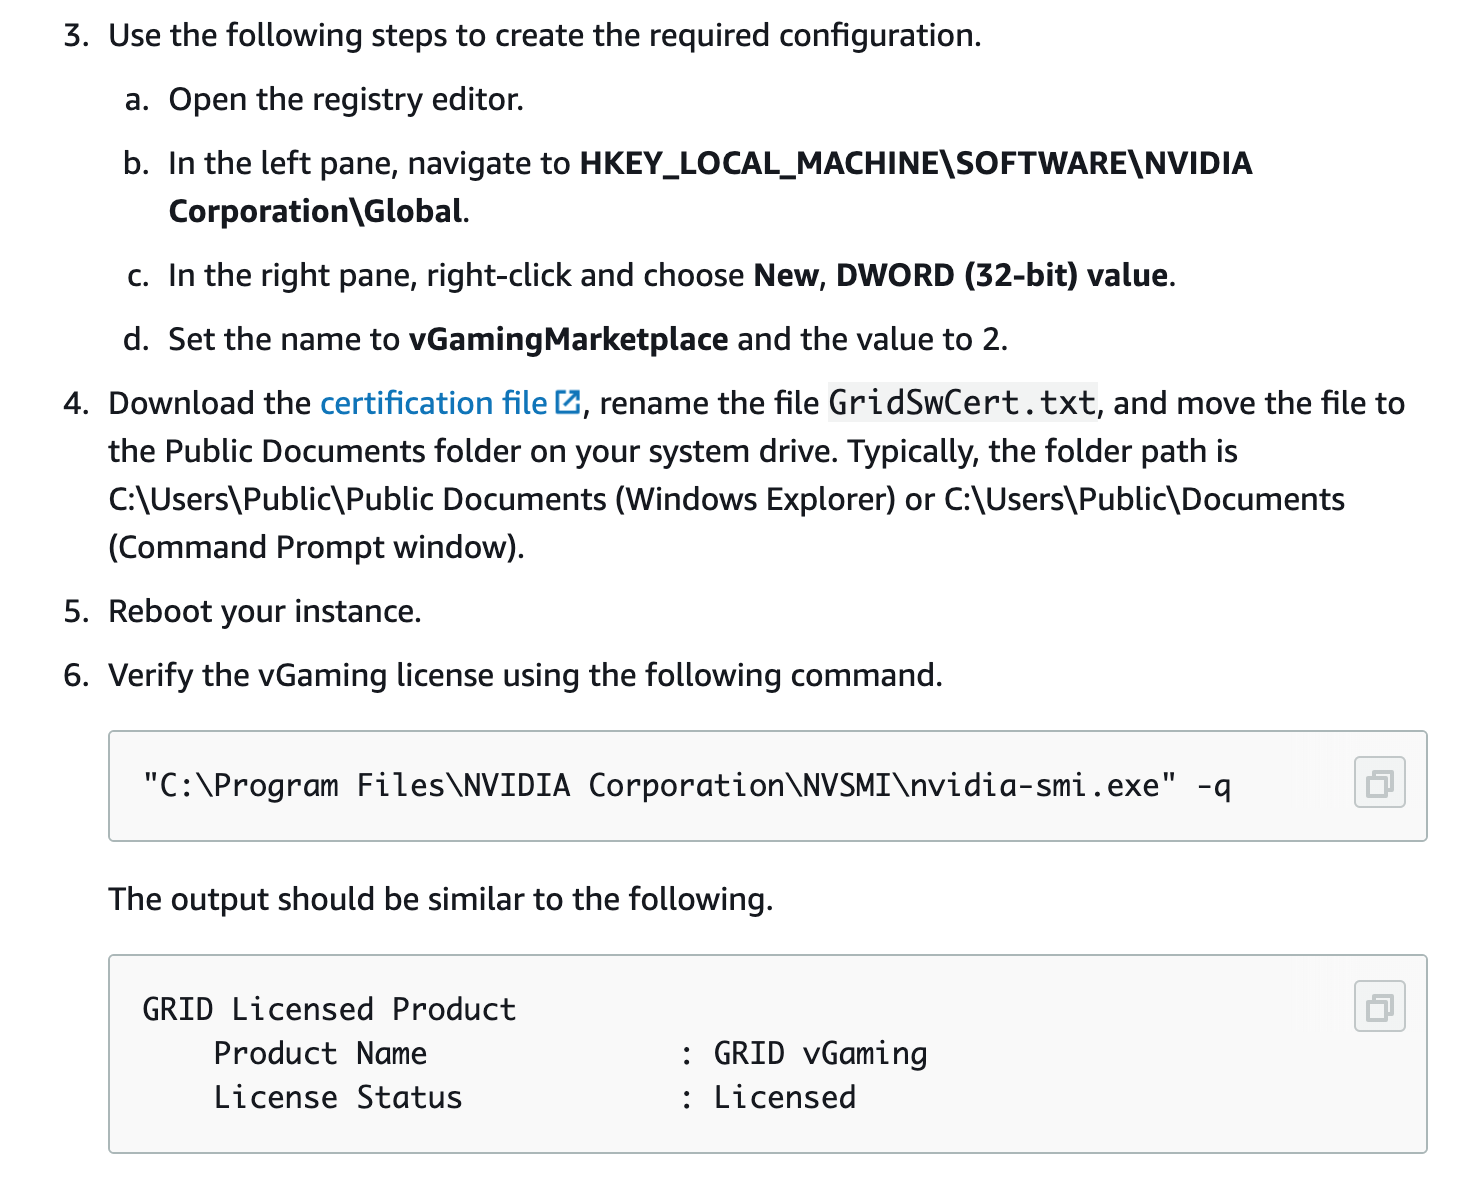 3. Use the following steps to create the required configuration.
a. Open the registry editor.
b. In the left pane, navigate to HKEY_LOCAL_MACHINE\SOFTWARE\NVIDIA
Corporation\Global.
c. In the right pane, right-click and choose New, DWORD (32-bit) value.
d. Set the name to vGamingMarketplace and the value to 2.
4. Download the certification file, rename the file GridSwCert.txt, and move the file to
the Public Documents folder on your system drive. Typically, the folder path is
C:\Users\Public\Public Documents (Windows Explorer) or C:\Users\Public\Documents
(Command Prompt window).
5. Reboot your instance.
6. Verify the vGaming license using the following command.
"C:\Program Files\NVIDIA Corporation\NVSMI\nvidia-smi.exe" -q
The output should be similar to the following.
GRID Licensed Product
Product Name : GRID vGaming
License Status : Licensed